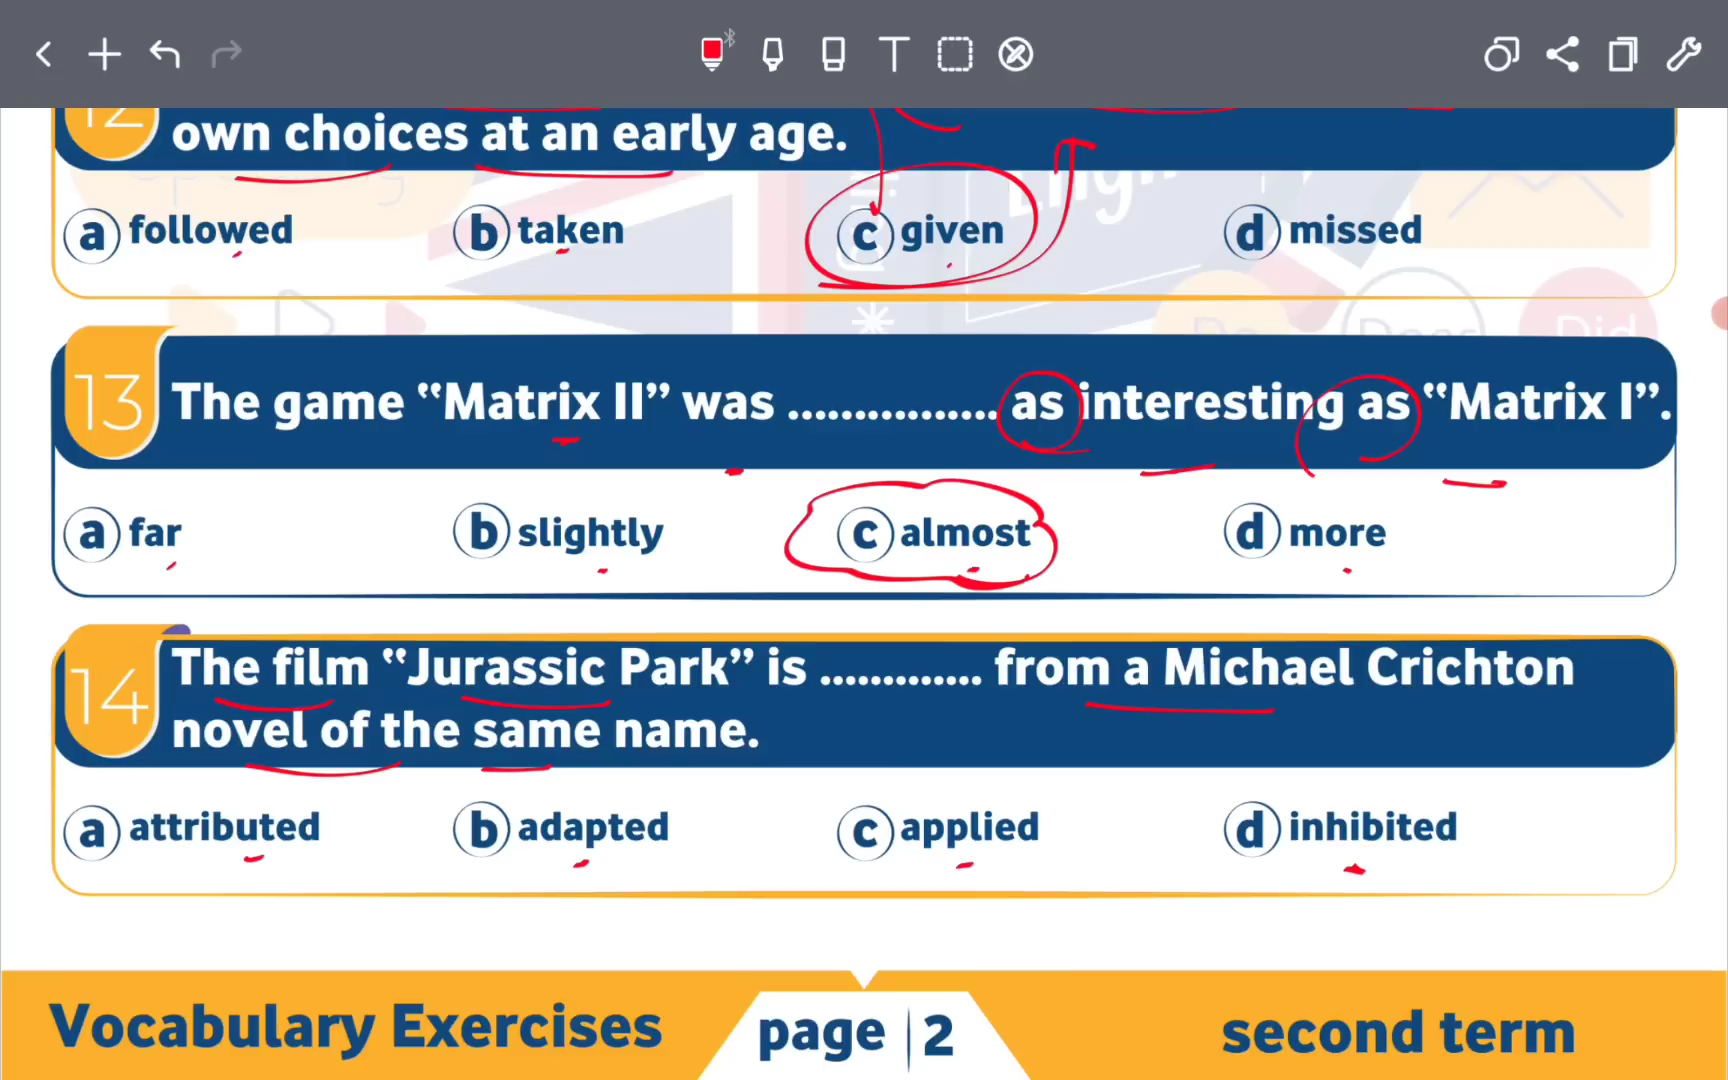 12
own choices at an early age.
a followed b taken c given d missed
13 The game “Matrix II” was ................ as interesting as “Matrix I”.
a far b slightly c almost d more
14 The film “Jurassic Park” is ............. from a Michael Crichton
novel of the same name.
a attributed b adapted c applied d inhibited
Vocabulary Exercises page | 2 second term